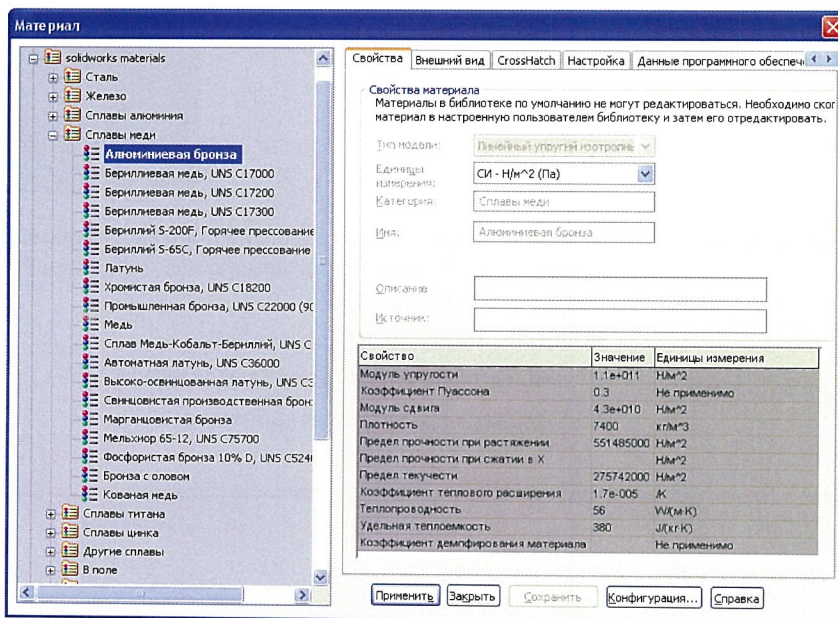 Материал
solidworks materials
Сталь
Железо
Сплавы алюминия
Сплавы меди
Алюминиевая бронза
Бериллиевая медь, UNS C17000
Бериллиевая медь, UNS C17200
Бериллиевая медь, UNS C17300
Бериллий S-200F, Горячее прессование
Бериллий S-65C, Горячее прессование
Латунь
Хромистая бронза, UNS C18200
Промышленная бронза, UNS C22000 (90
Медь
Сплав Медь-Кобальт-Бериллий, UNS C
Автоматная латунь, UNS C36000
Высоко-освинцованная латунь, UNS C3
Свинцовистая производственная брон
Марганцовистая бронза
Мельхиор 65-12, UNS C75700
Фосфористая бронза 10% D, UNS C524
Бронза с оловом
Кованая медь
Сплавы титана
Сплавы цинка
Другие сплавы
В поле
Свойства Внешний вид CrossHatch Настройка Данные программного обеспеч
Свойства материала
Материалы в библиотеке по умолчанию не могут редактироваться. Необходимо скоп
материал в настроенную пользователем библиотеку и затем его отредактировать.
Тип модели: Линейный упругий изотропнь
Единицы измерения: СИ - Н/м^2 (Па)
Категория: Сплавы меди
Имя: Алюминиевая бронза
Описание
Источник:
Свойство Значение Единицы измерения
Модуль упругости 1.1e+011 Н/м^2
Коэффициент Пуассона 0.3 Не применимо
Модуль сдвига 4.3e+010 Н/м^2
Плотность 7400 кг/м^3
Предел прочности при растяжении 551485000 Н/м^2
Предел прочности при сжатии в X Н/м^2
Предел текучести 275742000 Н/м^2
Коэффициент теплового расширения 1.7e-005 /K
Теплопроводность 56 W/(м·K)
Удельная теплоемкость 380 J/(кг·K)
Коэффициент демпфирования материала Не применимо
Применить Закрыть Сохранить Конфигурация... Справка